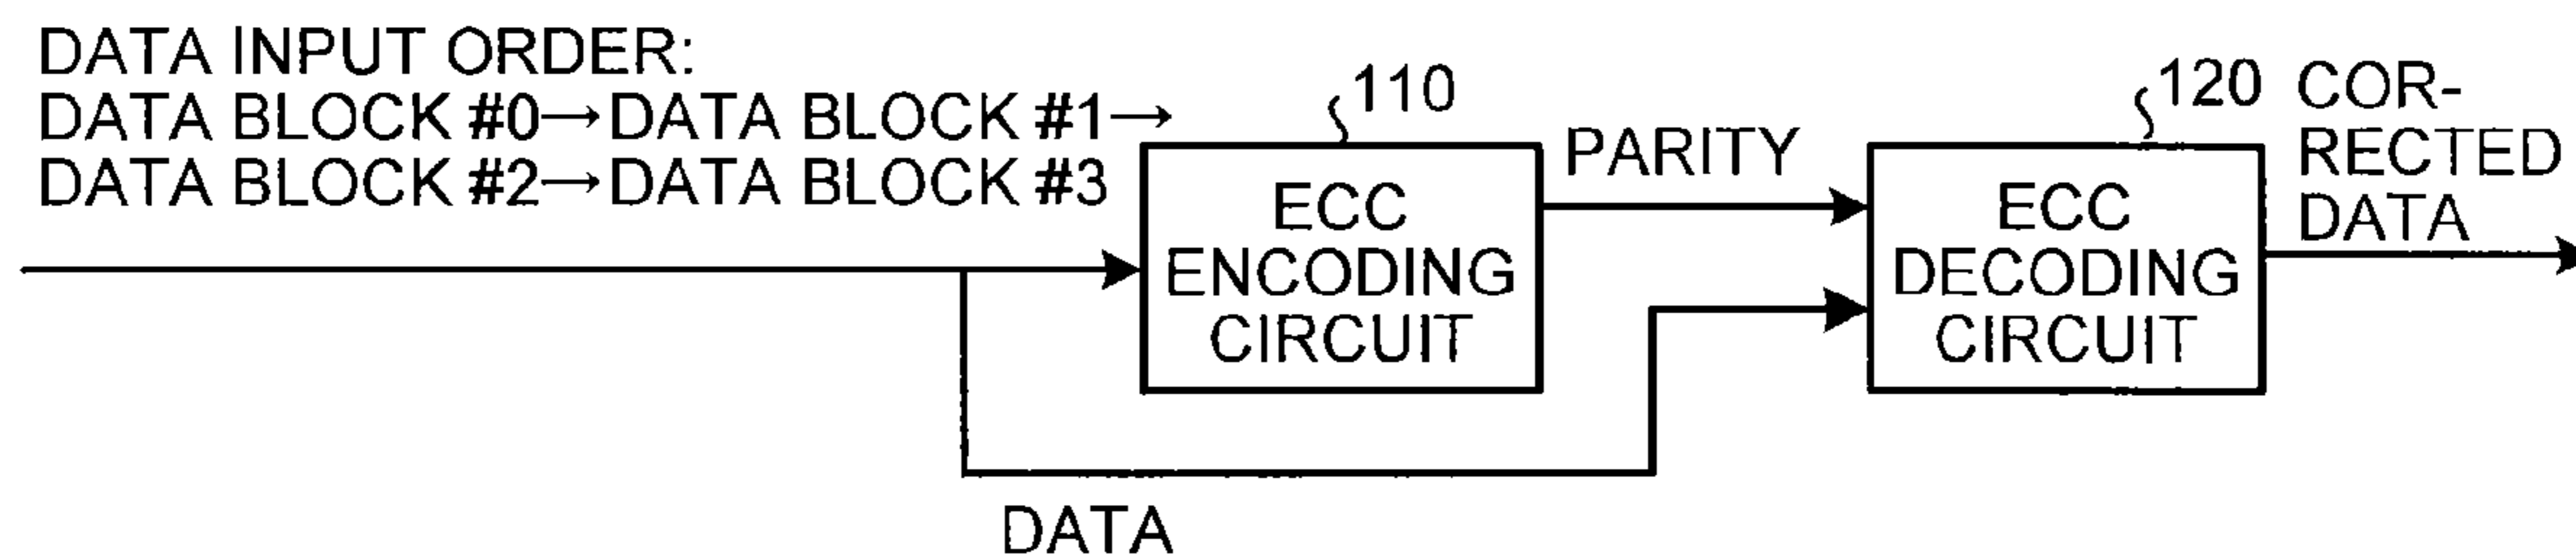 DATA INPUT ORDER:
DATA BLOCK #0→DATA BLOCK #1→
DATA BLOCK #2→DATA BLOCK #3
110
ECC
ENCODING
CIRCUIT
PARITY
DATA
120
ECC
DECODING
CIRCUIT
COR-
RECTED
DATA